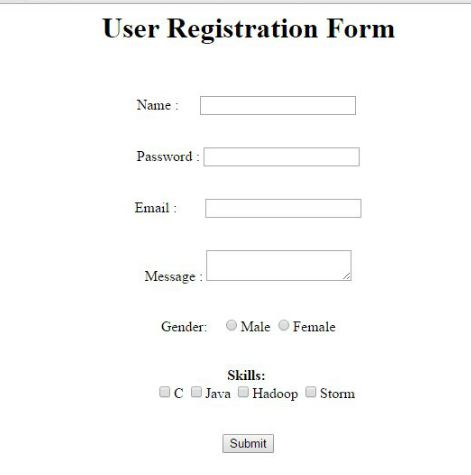 User Registration Form
Name :
Password :
Email :
Message :
Gender: Male Female
Skills:
C Java Hadoop Storm
Submit